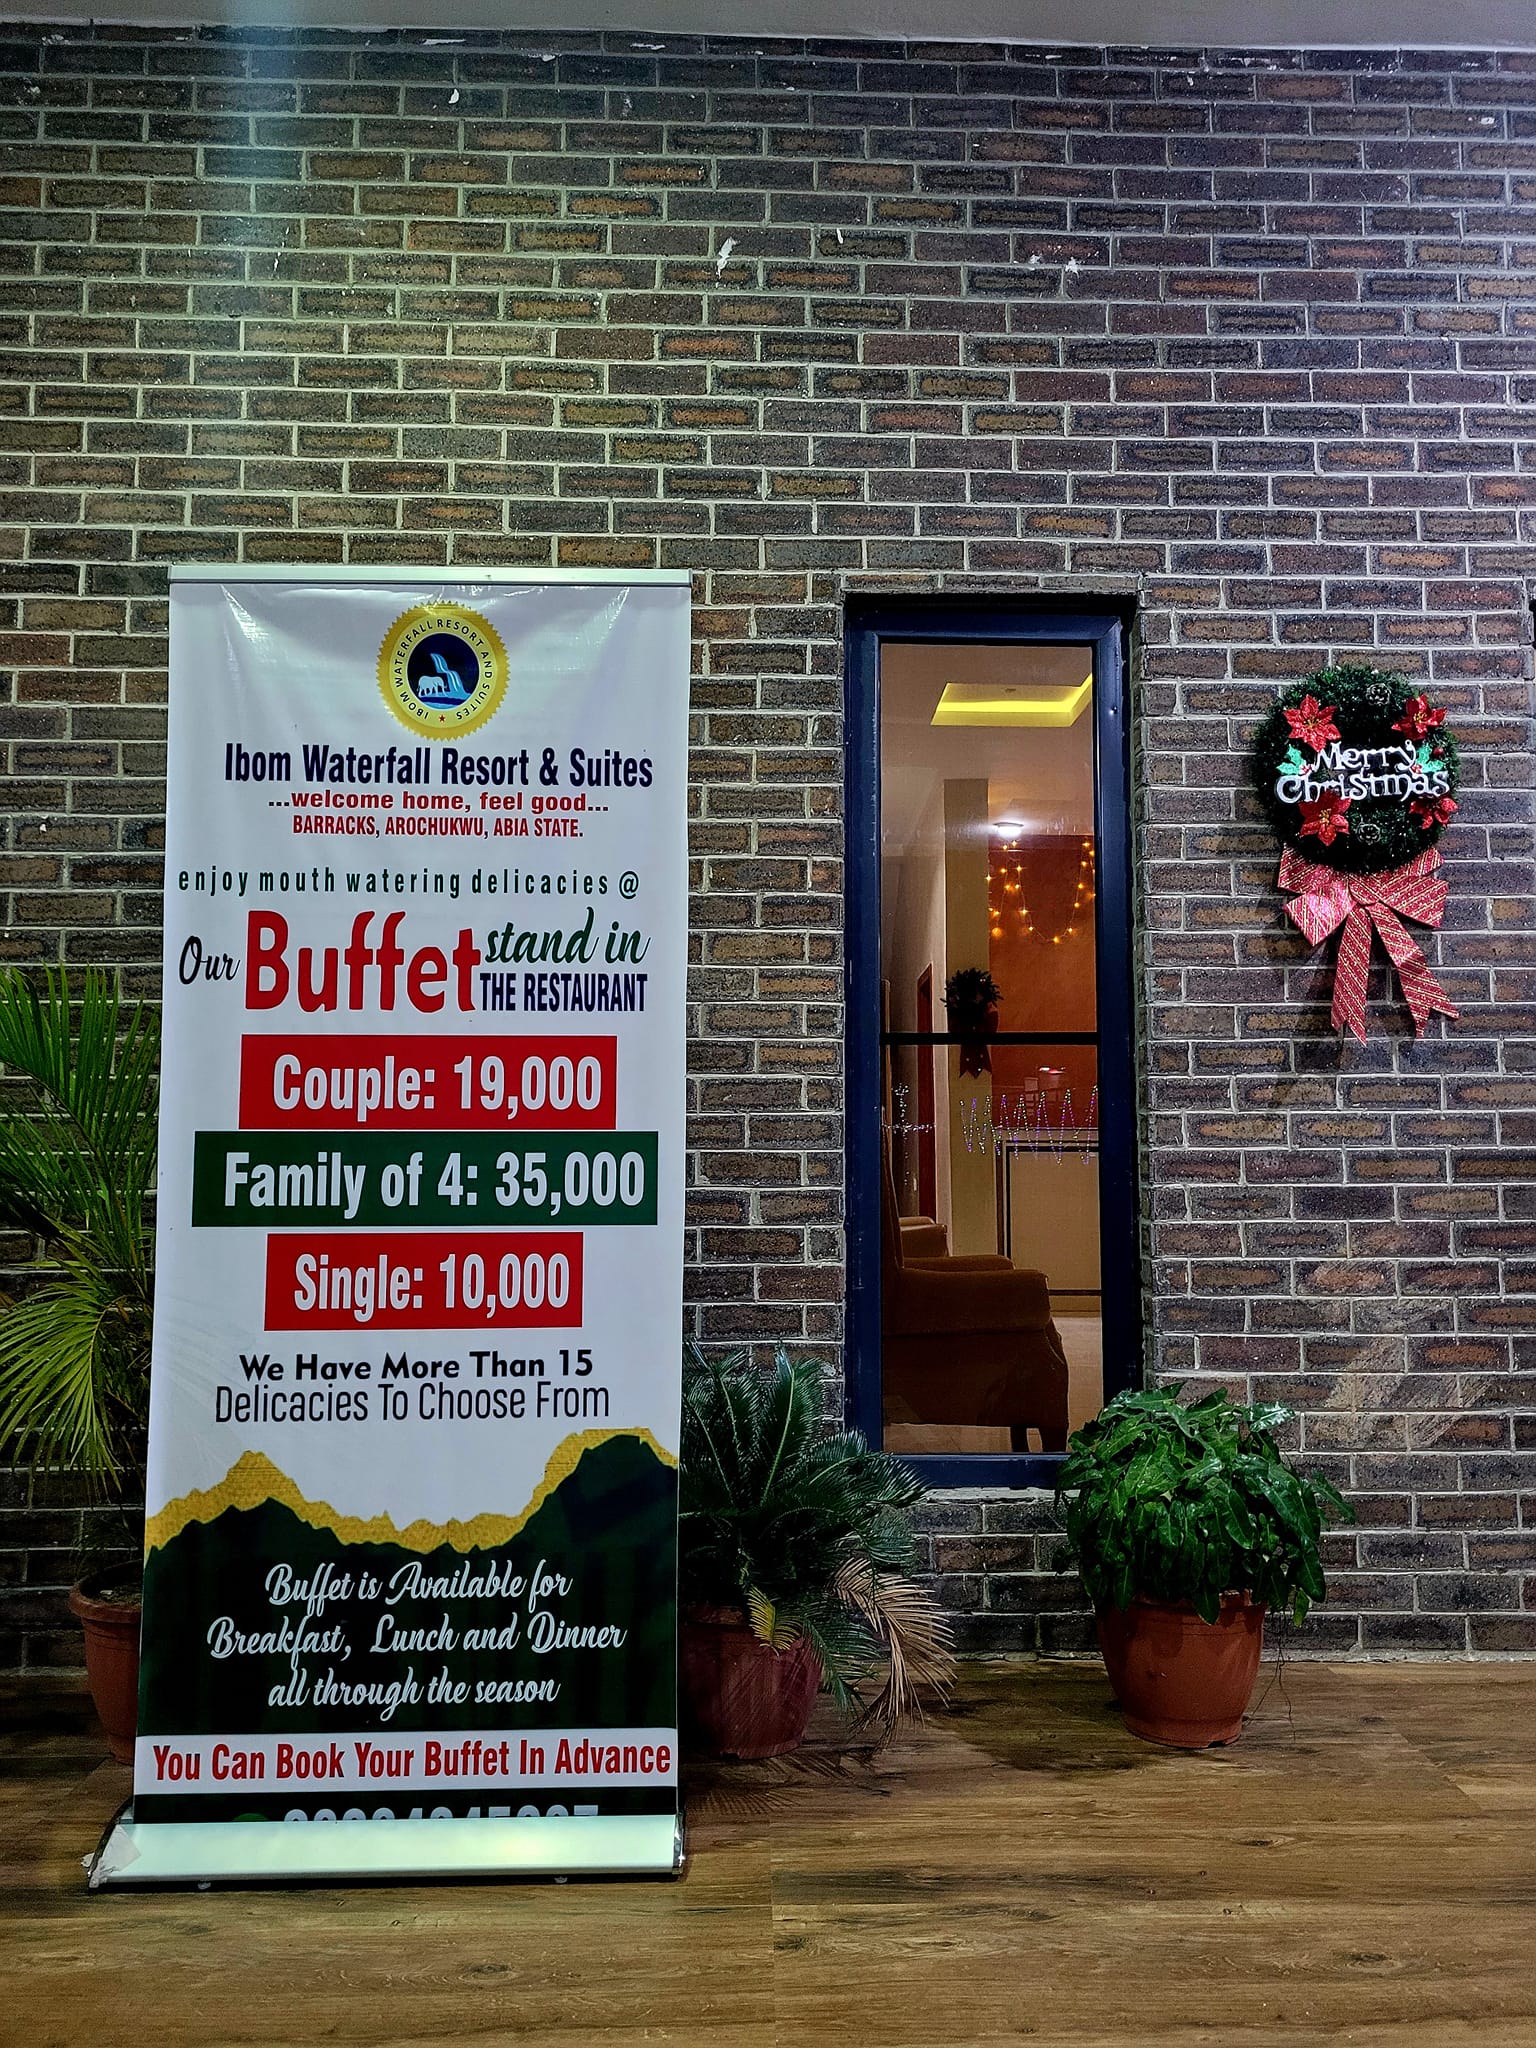 IBOM WATERFALL RESORT AND SUITES
Ibom Waterfall Resort & Suites
...welcome home, feel good...
BARRACKS, AROCHUKWU, ABIA STATE.
enjoy mouth watering delicacies @
Our Buffet stand in
THE RESTAURANT
Couple: 19,000
Family of 4: 35,000
Single: 10,000
We Have More Than 15
Delicacies To Choose From
Buffet is Available for
Breakfast, Lunch and Dinner
all through the season
You Can Book Your Buffet In Advance
Merry
Christmas